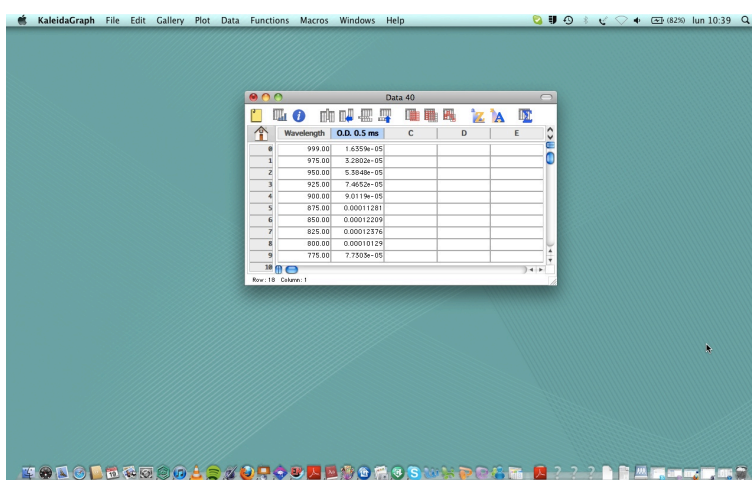 KaleidaGraph File Edit Gallery Plot Data Functions Macros Windows Help (82%) lun 10:39
Data 40
Wavelength O.D. 0.5 ms C D E
0 999.00 1.6359e-05
1 975.00 3.2802e-05
2 950.00 5.3848e-05
3 925.00 7.4652e-05
4 900.00 9.0119e-05
5 875.00 0.00011281
6 850.00 0.00012209
7 825.00 0.00012376
8 800.00 0.00010129
9 775.00 7.7303e-05
10
Row: 18 Column: 1